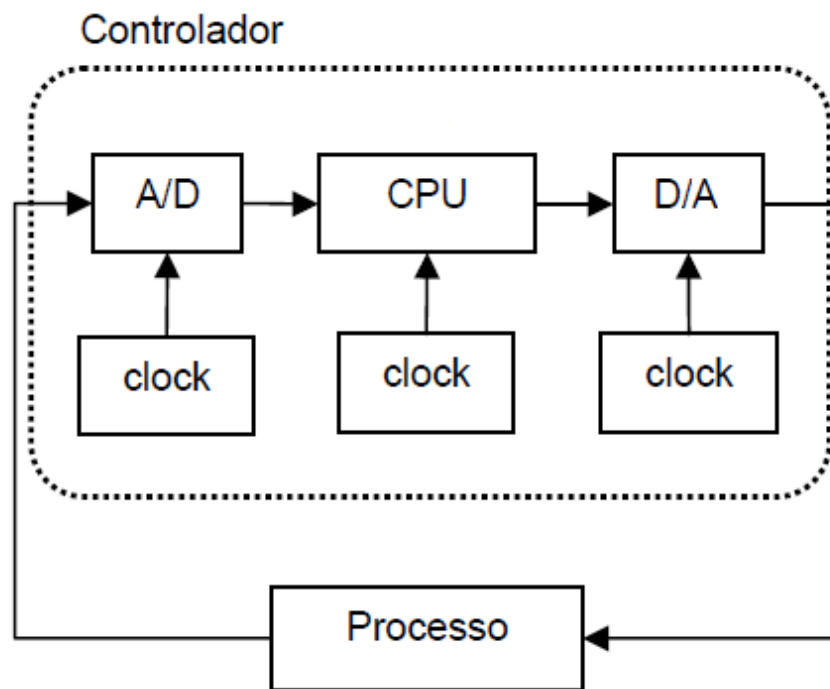 Controlador
A/D
CPU
D/A
clock
clock
clock
Processo